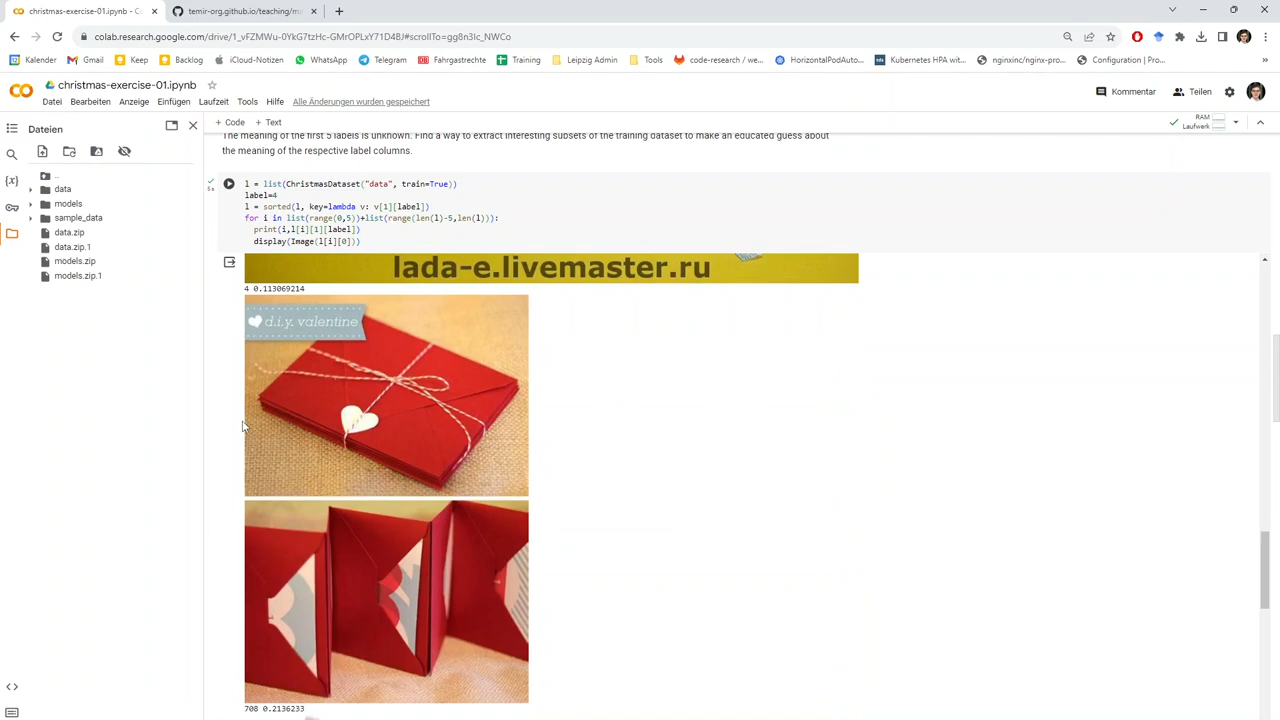 christmas-exercise-01.ipynb - C
temir-org.github.io/teaching/ma
colab.research.google.com/drive/1_vFZMWu-0YkG7tzHc-GMrOPLxY71D4BJ#scrollTo=gg8n3Ic_NWCo
Kalender
Gmail
Frei
Keep
Backlog
iCloud-Notizen
WhatsApp
Telegram
Fahrgastrechte
Training
Leipzig Admin
Tools
code-research / we...
HorizontalPodAutos...
Kubernetes HPA wit...
nginxinc/nginx-pro...
Configuration | Pro...
christmas-exercise-01.ipynb
Kommentar
Teilen
Datei Bearbeiten Anzeige Einfügen Laufzeit Tools Hilfe Alle Änderungen wurden gespeichert
Dateien
+ Code + Text
RAM
Laufwerk
The meaning of the first 5 labels is unknown. Find a way to extract interesting subsets of the training dataset to make an educated guess about
the meaning of the respective label columns.
..
data
models
sample_data
data.zip
data.zip.1
models.zip
models.zip.1
5 s
l = list(ChristmasDataset("data", train=True))
label=4
l = sorted(l, key=lambda v: v[1][label])
for i in list(range(0,5))+list(range(len(l)-5,len(l))):
print(i,l[i][1][label])
display(Image(l[i][0]))
lada-e.livemaster.ru
4 0.113069214
d.i.y. valentine
708 0.2136233